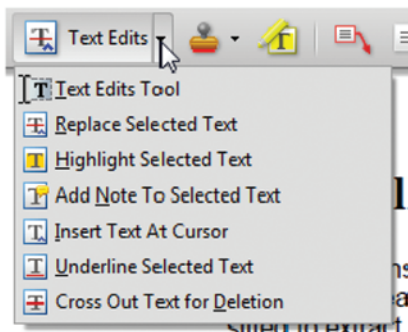 Text Edits
Text Edits Tool
Replace Selected Text
Highlight Selected Text
Add Note To Selected Text
Insert Text At Cursor
Underline Selected Text
Cross Out Text for Deletion